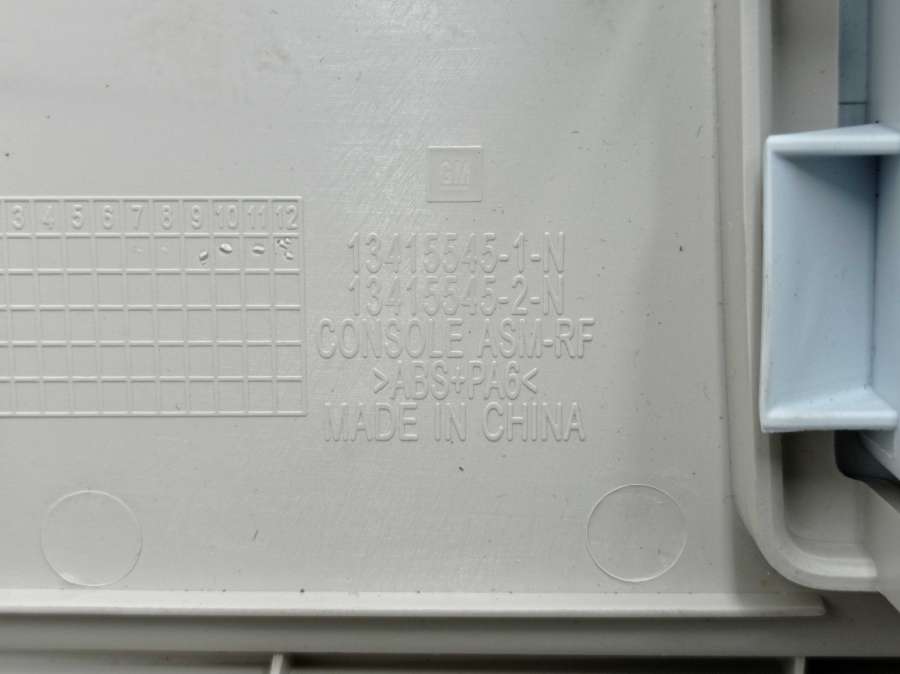 GM
3 4 5 6 7 8 9 10 11 12
13415545-1-N
13415545-2-N
CONSOLE ASM-RF
>ABS+PA6<
MADE IN CHINA